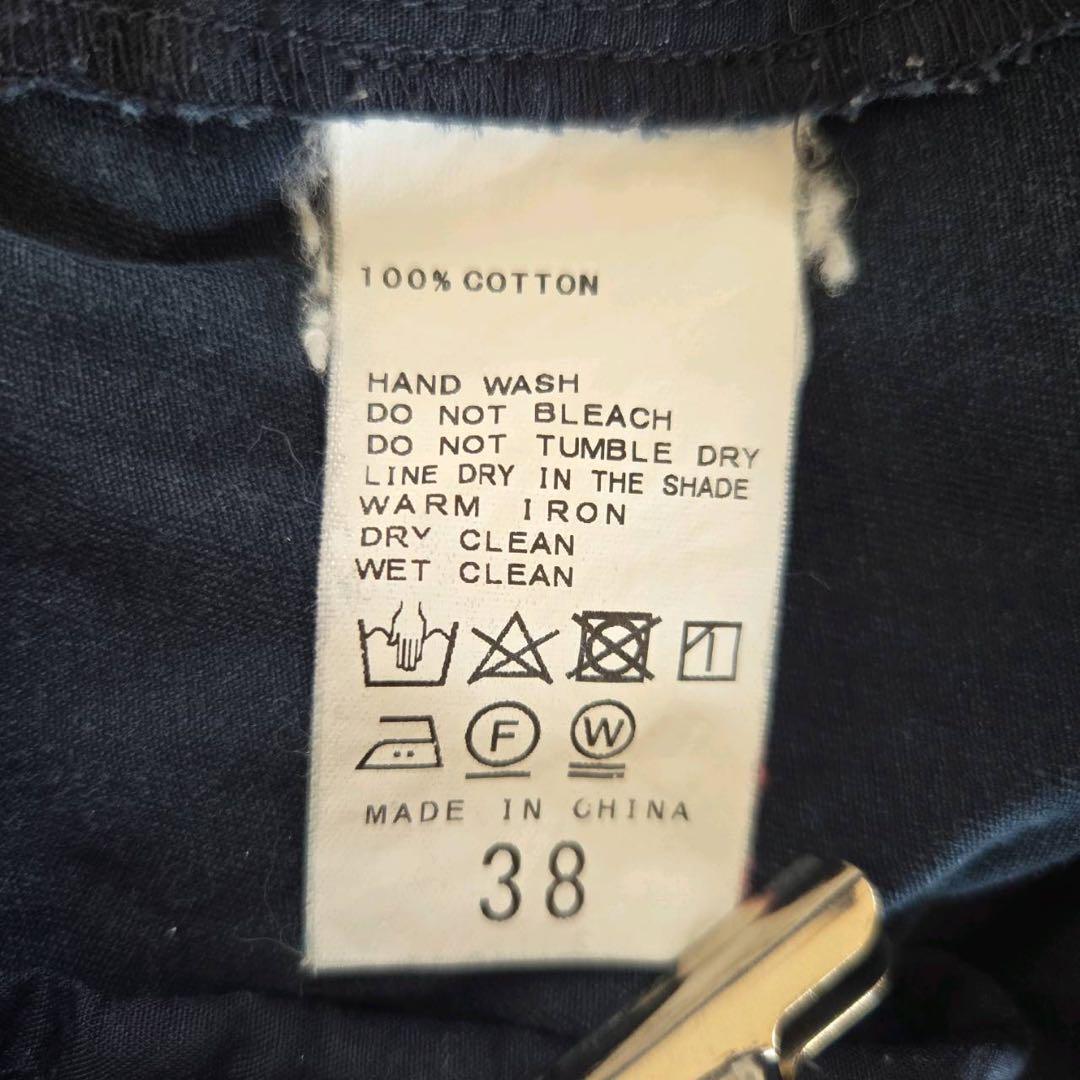 100% COTTON
HAND WASH
DO NOT BLEACH
DO NOT TUMBLE DRY
LINE DRY IN THE SHADE
WARM IRON
DRY CLEAN
WET CLEAN
F W
MADE IN CHINA
38